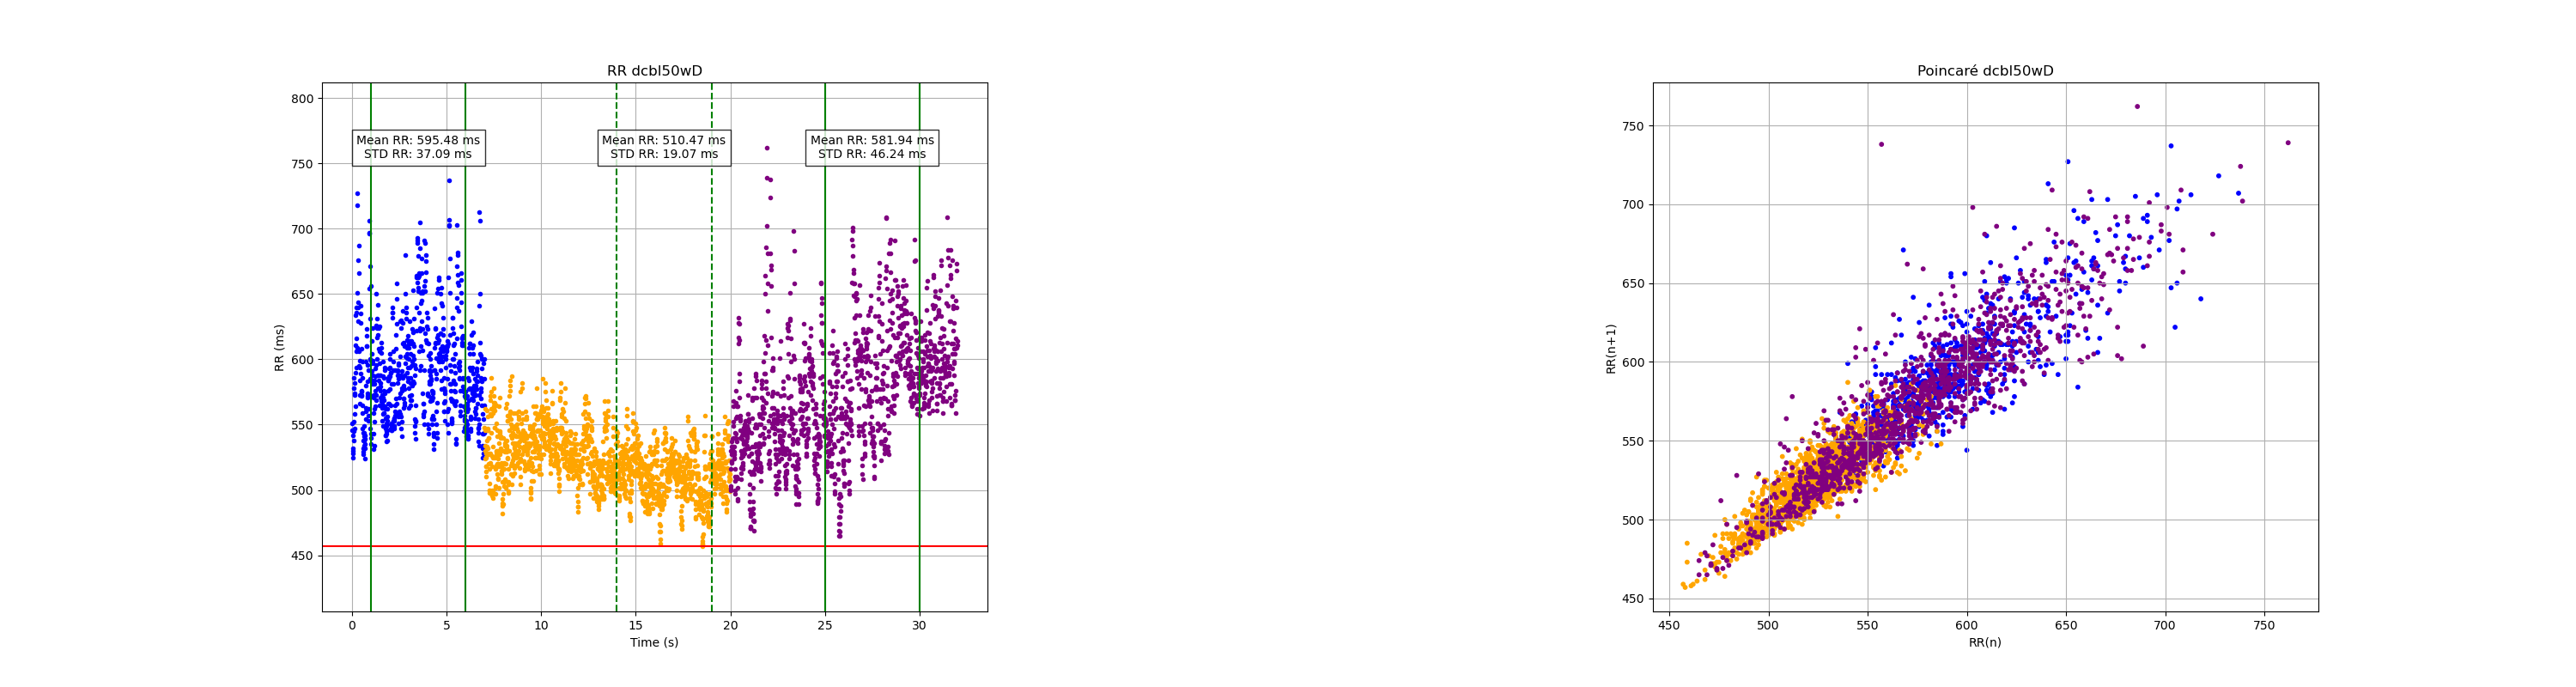 RR dcbl50wD
800
750
700
650
600
550
500
450
RR (ms)
Mean RR: 595.48 ms
STD RR: 37.09 ms
Mean RR: 510.47 ms
STD RR: 19.07 ms
Mean RR: 581.94 ms
STD RR: 46.24 ms
0 5 10 15 20 25 30
Time (s)
Poincaré dcbl50wD
750
700
650
600
550
500
450
RR(n+1)
450 500 550 600 650 700 750
RR(n)